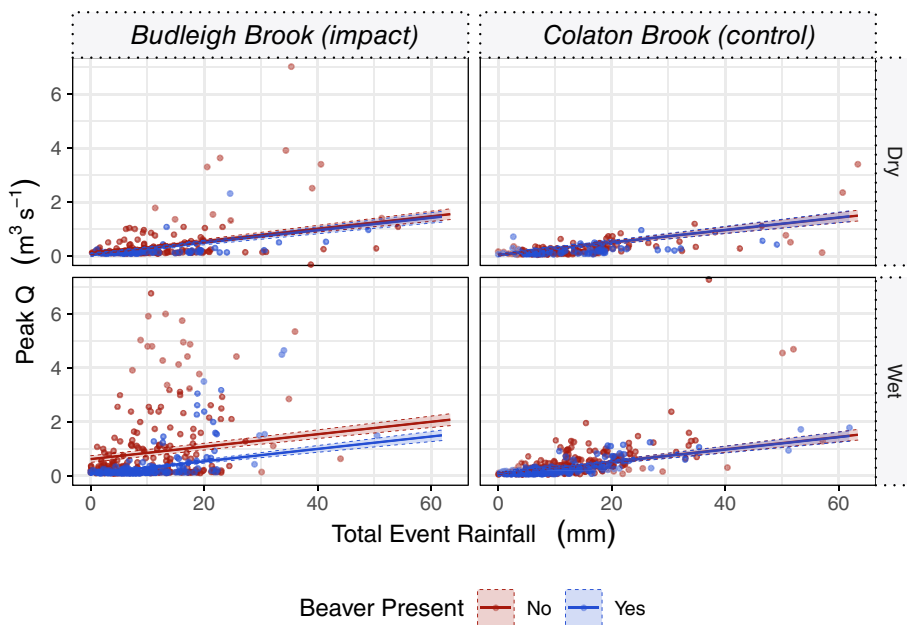 Budleigh Brook (impact) Colaton Brook (control)
6
4
2
0
Dry
Peak Q (m³ s⁻¹)
6
4
2
0
Wet
0 20 40 60 0 20 40 60
Total Event Rainfall (mm)
Beaver Present No Yes